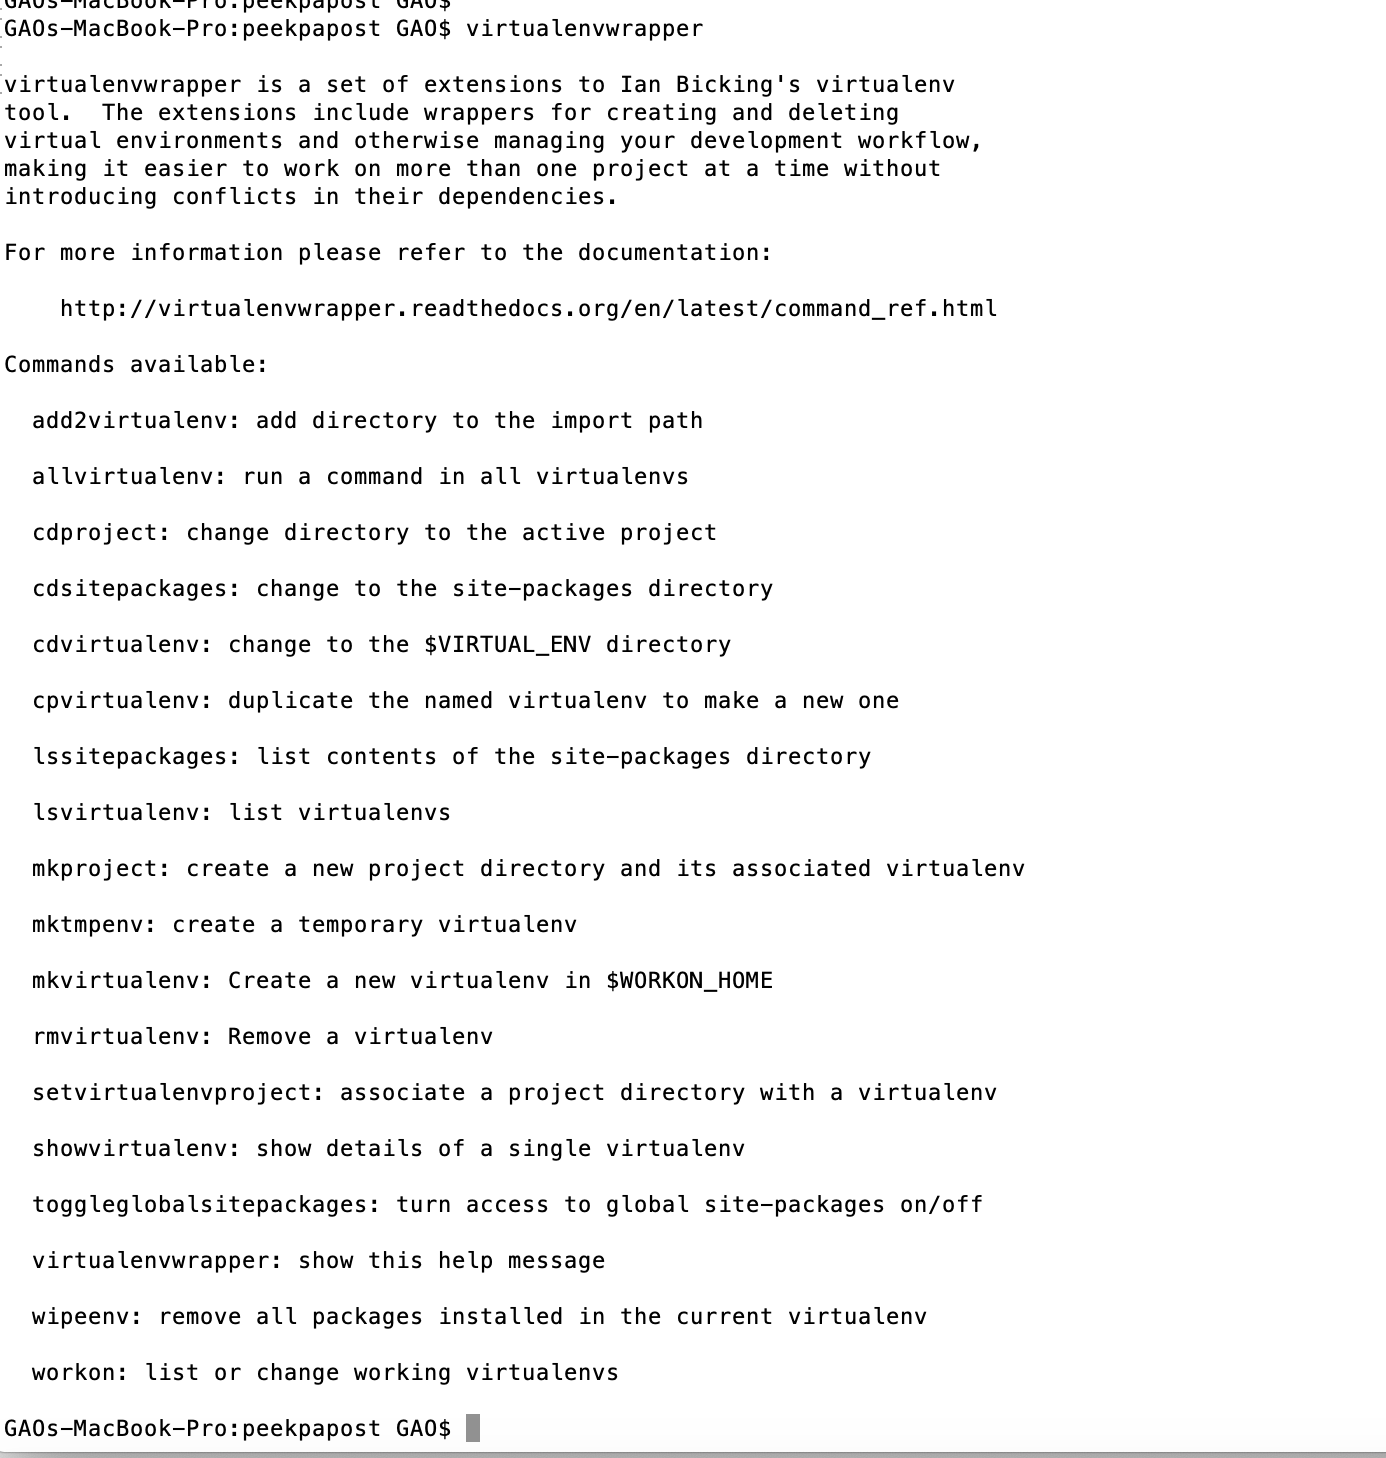 GAOs-MacBook-Pro:peekpapost GAO$
GAOs-MacBook-Pro:peekpapost GAO$ virtualenvwrapper
virtualenvwrapper is a set of extensions to Ian Bicking's virtualenv
tool.  The extensions include wrappers for creating and deleting
virtual environments and otherwise managing your development workflow,
making it easier to work on more than one project at a time without
introducing conflicts in their dependencies.
For more information please refer to the documentation:
http://virtualenvwrapper.readthedocs.org/en/latest/command_ref.html
Commands available:
add2virtualenv: add directory to the import path
allvirtualenv: run a command in all virtualenvs
cdproject: change directory to the active project
cdsitepackages: change to the site-packages directory
cdvirtualenv: change to the $VIRTUAL_ENV directory
cpvirtualenv: duplicate the named virtualenv to make a new one
lssitepackages: list contents of the site-packages directory
lsvirtualenv: list virtualenvs
mkproject: create a new project directory and its associated virtualenv
mktmpenv: create a temporary virtualenv
mkvirtualenv: Create a new virtualenv in $WORKON_HOME
rmvirtualenv: Remove a virtualenv
setvirtualenvproject: associate a project directory with a virtualenv
showvirtualenv: show details of a single virtualenv
toggleglobalsitepackages: turn access to global site-packages on/off
virtualenvwrapper: show this help message
wipeenv: remove all packages installed in the current virtualenv
workon: list or change working virtualenvs
GAOs-MacBook-Pro:peekpapost GAO$